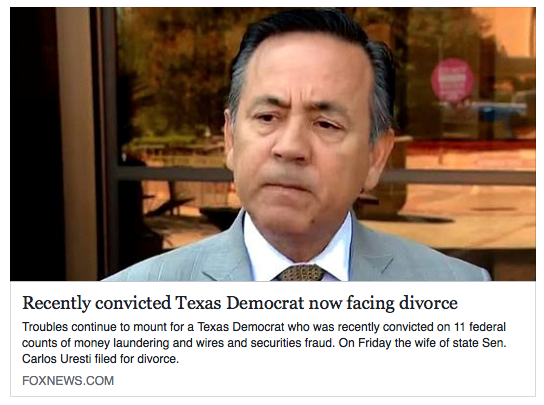 Recently convicted Texas Democrat now facing divorce
Troubles continue to mount for a Texas Democrat who was recently convicted on 11 federal
counts of money laundering and wires and securities fraud. On Friday the wife of state Sen.
Carlos Uresti filed for divorce.
FOXNEWS.COM